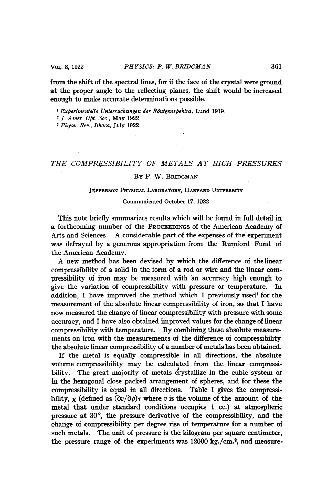 VOL. 8, 1922 PHYSICS: P. W. BRIDGMAN 361
from the shift of the spectral lines, for if the face of the crystal were ground
at the proper angle to the reflecting planes, the shift would be increased
enough to make accurate determinations possible.
¹ Experimentelle Untersuchungen der Röntgenspektra, Lund 1919.
² J. Amer. Opt. Soc., May 1922.
³ Phys. Rev., Ithaca, July 1922.
THE COMPRESSIBILITY OF METALS AT HIGH PRESSURES
BY P. W. BRIDGMAN
JEFFERSON PHYSICAL LABORATORY, HARVARD UNIVERSITY
Communicated October 17, 1922
This note briefly summarizes results which will be found in full detail in
a forthcoming number of the PROCEEDINGS of the American Academy of
Arts and Sciences. A considerable part of the expenses of the experiment
was defrayed by a generous appropriation from the Rumford Fund of
the American Academy.
A new method has been devised by which the difference of the linear
compressibility of a solid in the form of a rod or wire and the linear com-
pressibility of iron may be measured with an accuracy high enough to
give the variation of compressibility with pressure or temperature. In
addition, I have improved the method which I previously used¹ for the
measurement of the absolute linear compressibility of iron, so that I have
now measured the change of linear compressibility with pressure with some
accuracy, and I have also obtained improved values for the change of linear
compressibility with temperature. By combining these absolute measure-
ments on iron with the measurements of the difference of compressibility
the absolute linear compressibility of a number of metals has been obtained.
If the metal is equally compressible in all directions, the absolute
volume compressibility may be calculated from the linear compressi-
bility. The great majority of metals crystallize in the cubic system or
in the hexagonal close packed arrangement of spheres, and for these the
compressibility is equal in all directions. Table I gives the compressi-
bility, χ (defined as (∂v/∂p)τ where v is the volume of the amount of the
metal that under standard conditions occupies 1 cc.) at atmospheric
pressure at 30°, the pressure derivative of the compressibility, and the
change of compressibility per degree rise of temperature for a number of
such metals. The unit of pressure is the kilogram per square centimeter,
the pressure range of the experiments was 12000 kg./cm.², and measure-